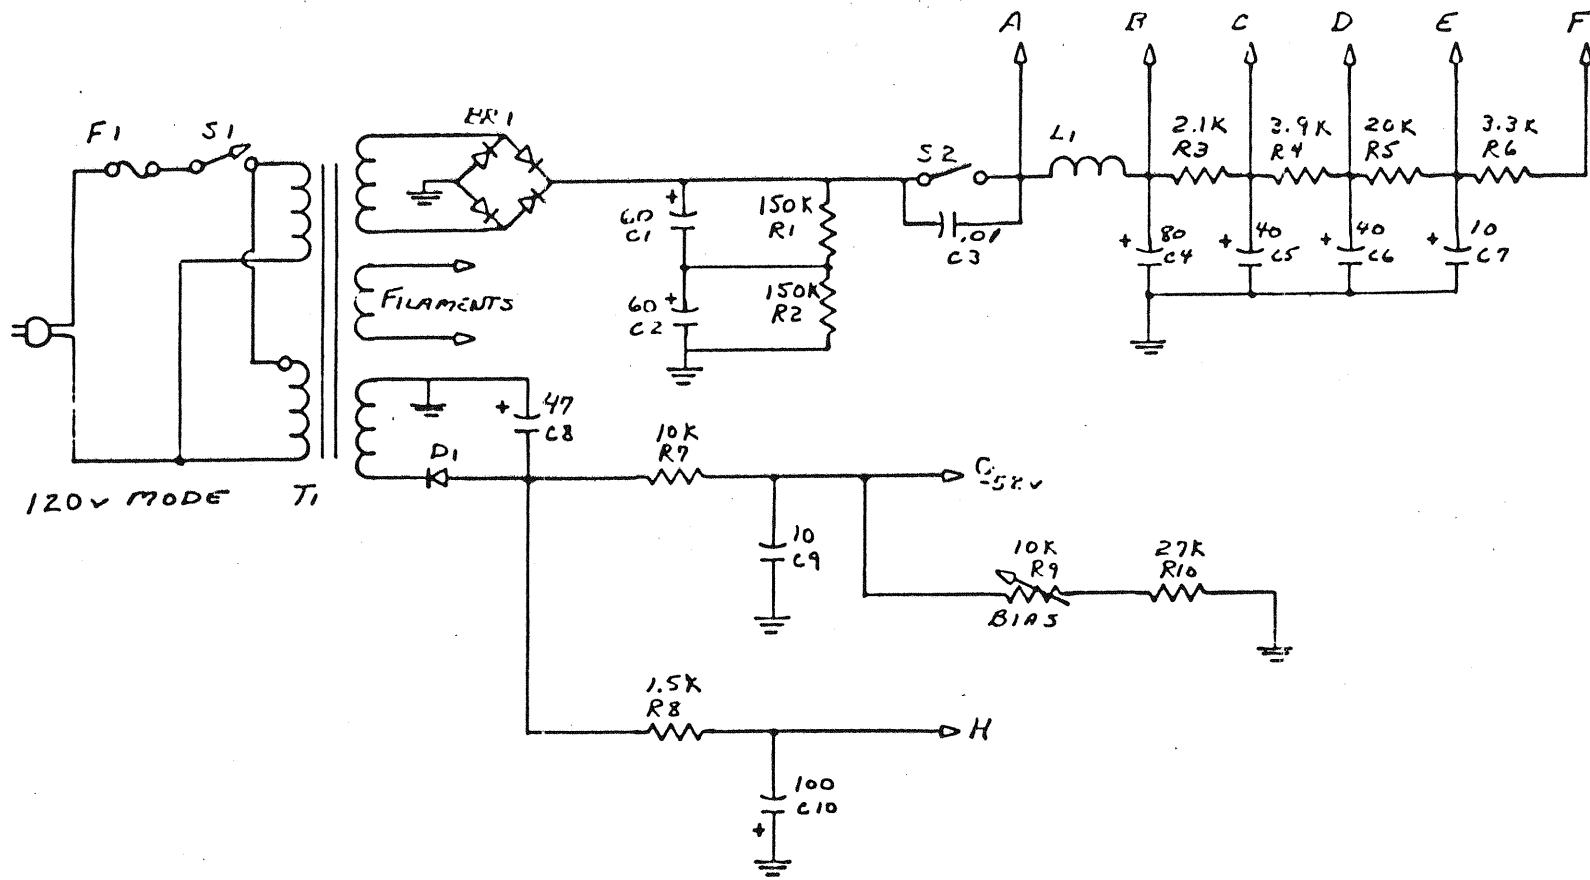 A B C D E F
F1 S1 BR1
S2
L1
2.1K
R3
3.9K
R4
20K
R5
3.3K
R6
+ 60
C1
150K
R1
.01
C3
+ 80
C4
+ 40
C5
+ 40
C6
+ 10
C7
FILAMENTS
+
60
C2
150K
R2
+ 47
C8
D1
10K
R7
-52v
120v MODE T1
10
C9
10K
R9
BIAS
27K
R10
1.5K
R8
H
100
C10
+